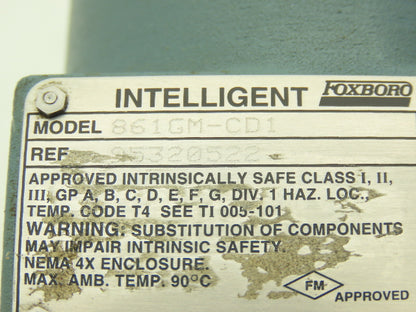 INTELLIGENT FOXBORO
MODEL 861GM-CD1
REF. 95320522
APPROVED INTRINSICALLY SAFE CLASS I, II,
III, GP A, B, C, D, E, F, G, DIV. 1 HAZ. LOC.,
TEMP. CODE T4 SEE TI 005-101
WARNING: SUBSTITUTION OF COMPONENTS
MAY IMPAIR INTRINSIC SAFETY.
NEMA 4X ENCLOSURE.
MAX. AMB. TEMP. 90°C
FM APPROVED